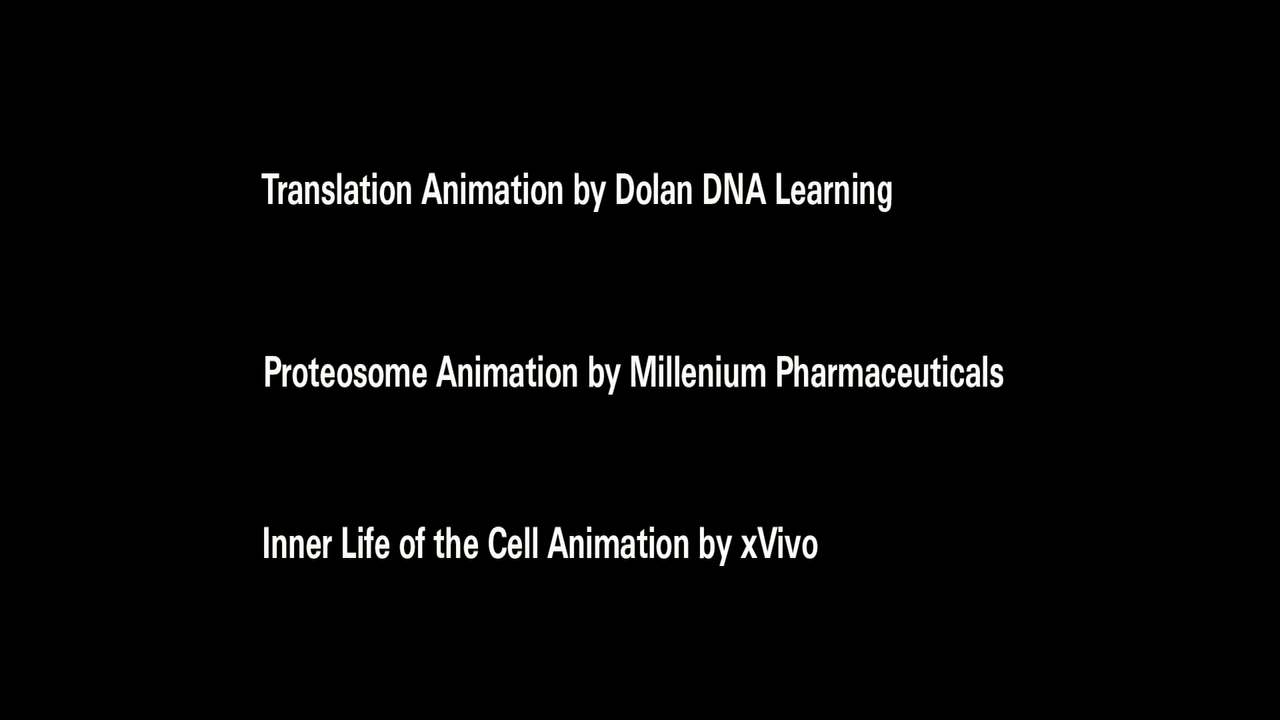 Translation Animation by Dolan DNA Learning
Proteosome Animation by Millenium Pharmaceuticals
Inner Life of the Cell Animation by xVivo